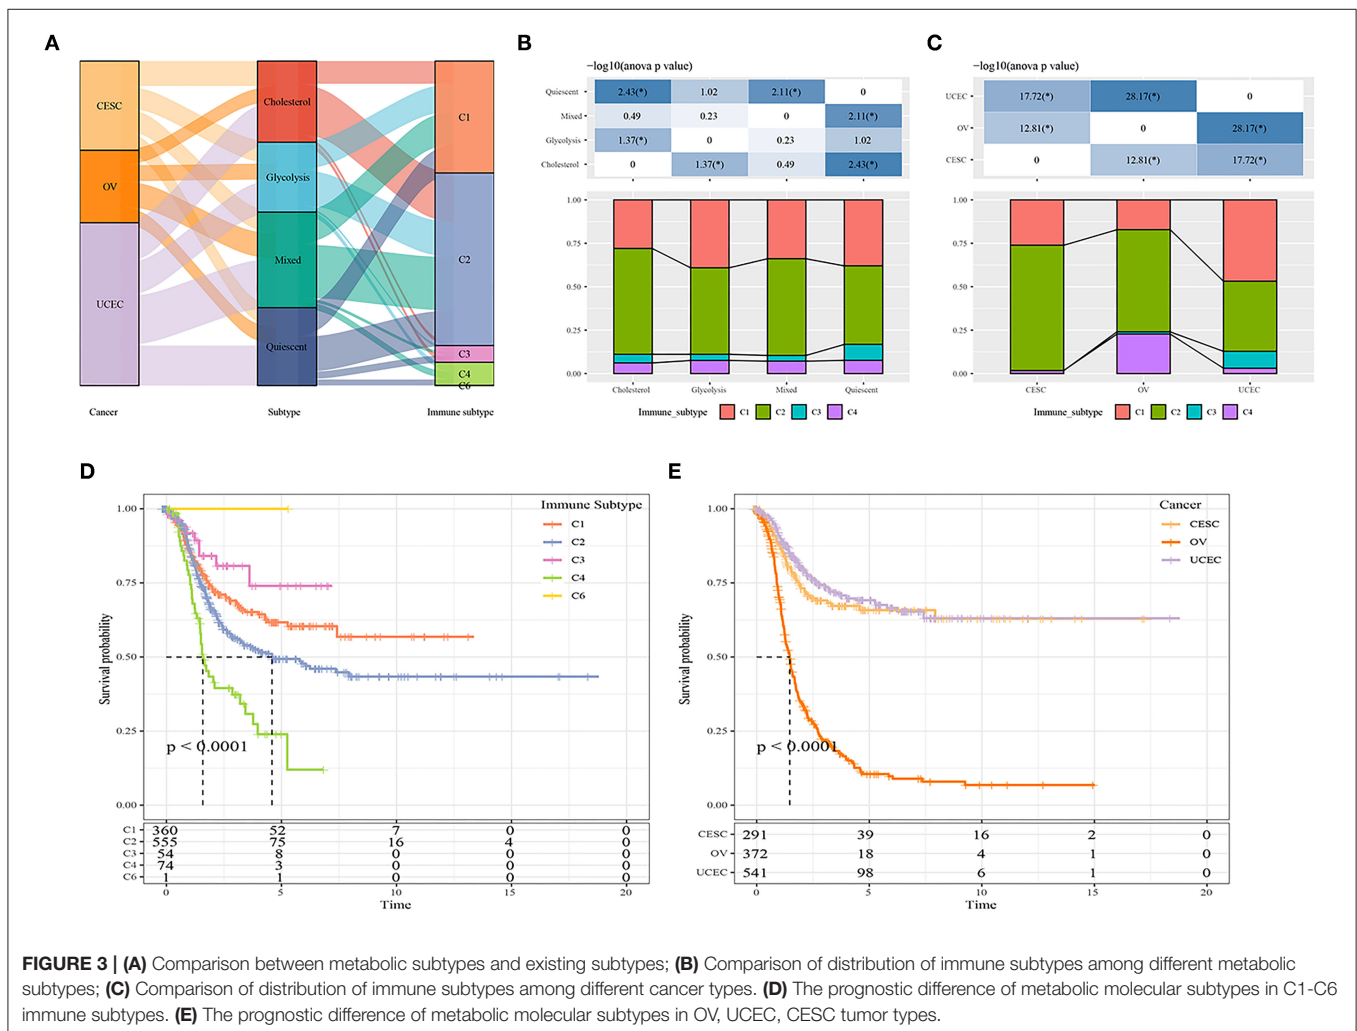 A
CESC
OV
UCEC
Cholesterol
Glycolysis
Mixed
Quiescent
C1
C2
C3
C4
C6
Cancer
Subtype
Immune subtype
B
−log10(anova p value)
Quiescent 2.43(*) 1.02 2.11(*) 0
Mixed 0.49 0.23 0 2.11(*)
Glycolysis 1.37(*) 0 0.23 1.02
Cholesterol 0 1.37(*) 0.49 2.43(*)
1.00
0.75
0.50
0.25
0.00
Cholesterol Glycolysis Mixed Quiescent
Immune_subtype C1 C2 C3 C4
C
−log10(anova p value)
UCEC 17.72(*) 28.17(*) 0
OV 12.81(*) 0 28.17(*)
CESC 0 12.81(*) 17.72(*)
1.00
0.75
0.50
0.25
0.00
CESC OV UCEC
Immune_subtype C1 C2 C3 C4
D
Survival probability
1.00
0.75
0.50
0.25
0.00
Immune Subtype
C1
C2
C3
C4
C6
p < 0.0001
C1 360 52 7 0 0
C2 555 75 16 4 0
C3 54 8 0 0 0
C4 74 3 0 0 0
C6 1 1 0 0 0
0 5 10 15 20
Time
E
Survival probability
1.00
0.75
0.50
0.25
0.00
Cancer
CESC
OV
UCEC
p < 0.0001
CESC 291 39 16 2 0
OV 372 18 4 1 0
UCEC 541 98 6 1 0
0 5 10 15 20
Time
FIGURE 3 | (A) Comparison between metabolic subtypes and existing subtypes; (B) Comparison of distribution of immune subtypes among different metabolic
subtypes; (C) Comparison of distribution of immune subtypes among different cancer types. (D) The prognostic difference of metabolic molecular subtypes in C1-C6
immune subtypes. (E) The prognostic difference of metabolic molecular subtypes in OV, UCEC, CESC tumor types.